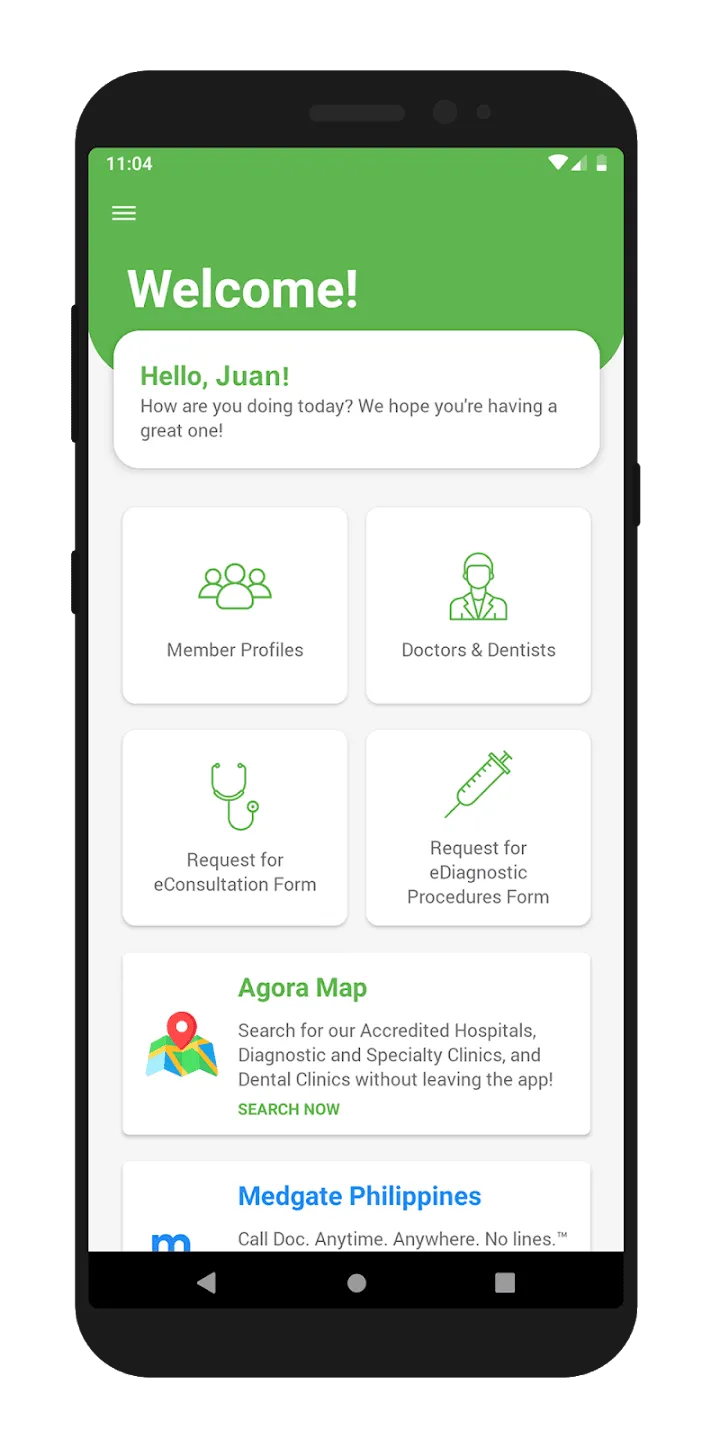 11:04
Welcome!
Hello, Juan!
How are you doing today? We hope you're having a
great one!
Member Profiles
Doctors & Dentists
Request for
eConsultation Form
Request for
eDiagnostic
Procedures Form
Agora Map
Search for our Accredited Hospitals,
Diagnostic and Specialty Clinics, and
Dental Clinics without leaving the app!
SEARCH NOW
Medgate Philippines
m
Call Doc. Anytime. Anywhere. No lines.™